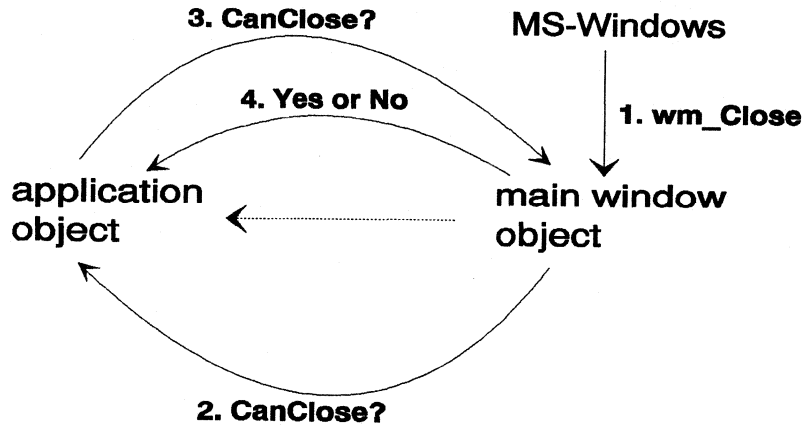 3. CanClose?
MS-Windows
4. Yes or No
1. wm_Close
application
object
main window
object
2. CanClose?